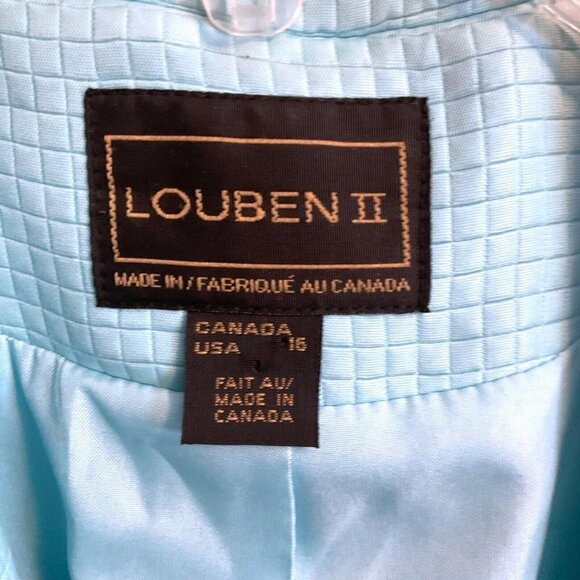 LOUBEN II
MADE IN/FABRIQUÉ AU CANADA
CANADA 16
USA
FAIT AU/
MADE IN
CANADA